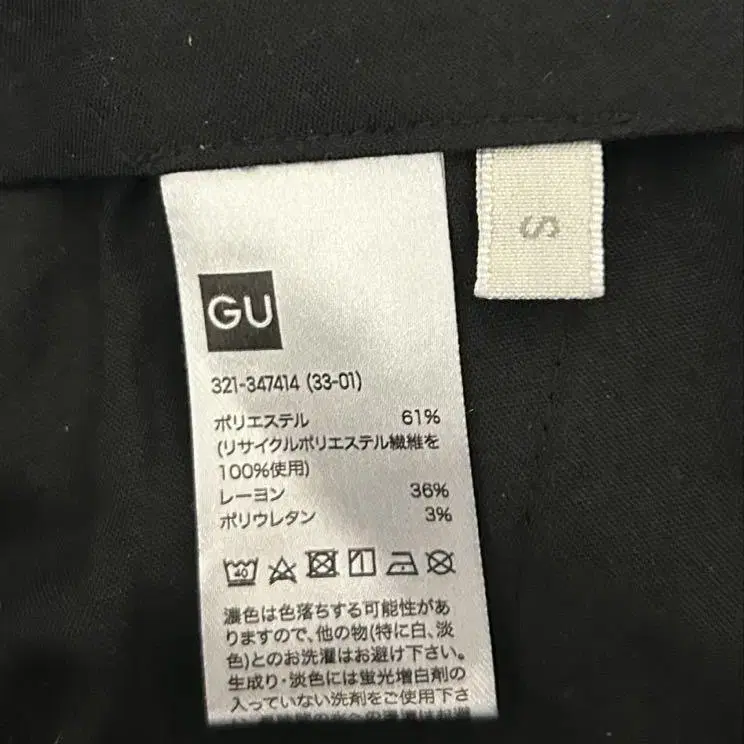 S
GU
321-347414 (33-01)
ポリエステル 61%
(リサイクルポリエステル繊維を
100%使用)
レーヨン 36%
ポリウレタン 3%
40
濃色は色落ちする可能性があ
りますので、他の物(特に白、淡
色)とのお洗濯はお避け下さい。
生成り・淡色には蛍光増白剤の
入っていない洗剤をご使用下さ